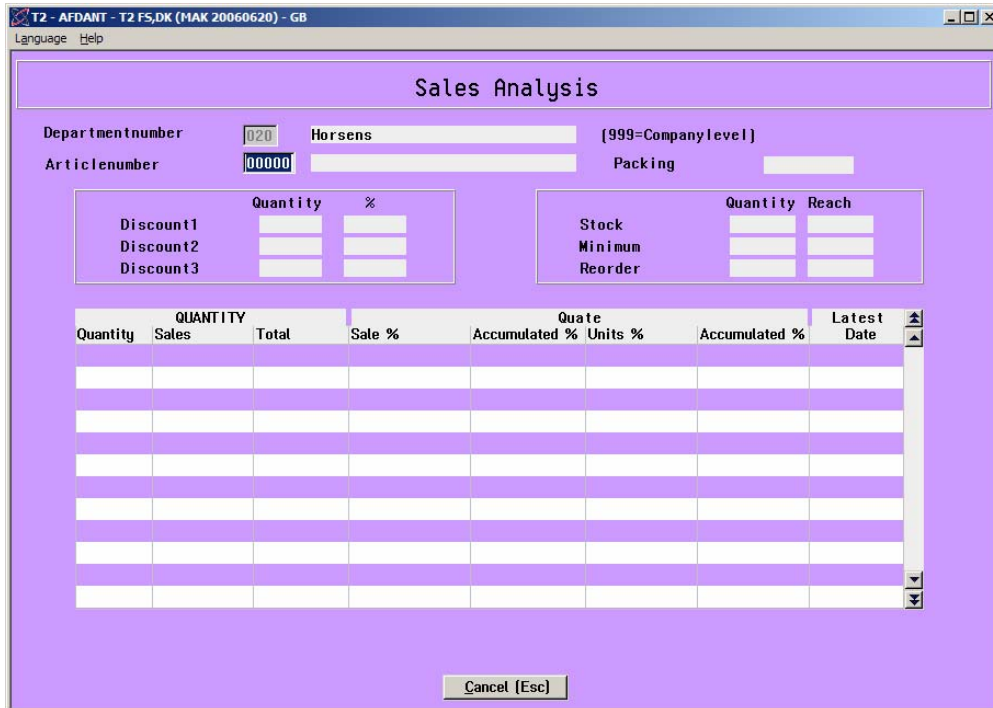 T2 - AFDANT - T2 FS,DK (MAK 20060620) - GB
Language Help
Sales Analysis
Departmentnumber 020 Horsens (999=Companylevel)
Articlenumber 00000 Packing
Quantity % Quantity Reach
Discount1 Stock
Discount2 Minimum
Discount3 Reorder
QUANTITY Quate Latest
Quantity Sales Total Sale % Accumulated % Units % Accumulated % Date
Cancel (Esc)